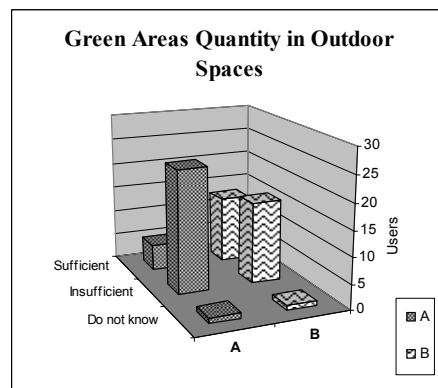 Green Areas Quantity in Outdoor
Spaces
30
25
20
15
10
5
0
Users
Sufficient
Insufficient
Do not know
A
B
A
B